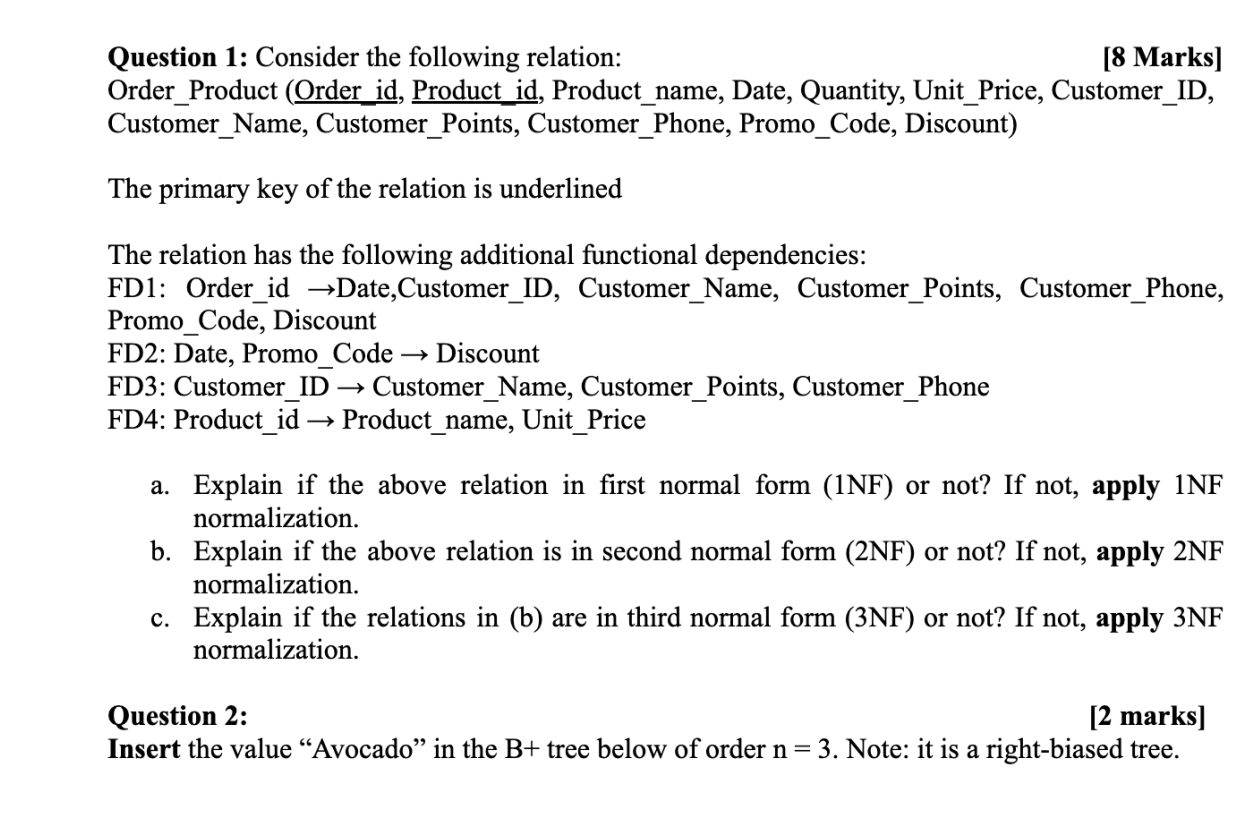 Question 1: Consider the following relation: [8 Marks]
Order_Product (Order_id, Product_id, Product_name, Date, Quantity, Unit_Price, Customer_ID,
Customer_Name, Customer_Points, Customer_Phone, Promo_Code, Discount)
The primary key of the relation is underlined
The relation has the following additional functional dependencies:
FD1: Order_id →Date,Customer_ID, Customer_Name, Customer_Points, Customer_Phone,
Promo_Code, Discount
FD2: Date, Promo_Code → Discount
FD3: Customer_ID → Customer_Name, Customer_Points, Customer_Phone
FD4: Product_id → Product_name, Unit_Price
a. Explain if the above relation in first normal form (1NF) or not? If not, apply 1NF
normalization.
b. Explain if the above relation is in second normal form (2NF) or not? If not, apply 2NF
normalization.
c. Explain if the relations in (b) are in third normal form (3NF) or not? If not, apply 3NF
normalization.
Question 2: [2 marks]
Insert the value “Avocado” in the B+ tree below of order n = 3. Note: it is a right-biased tree.